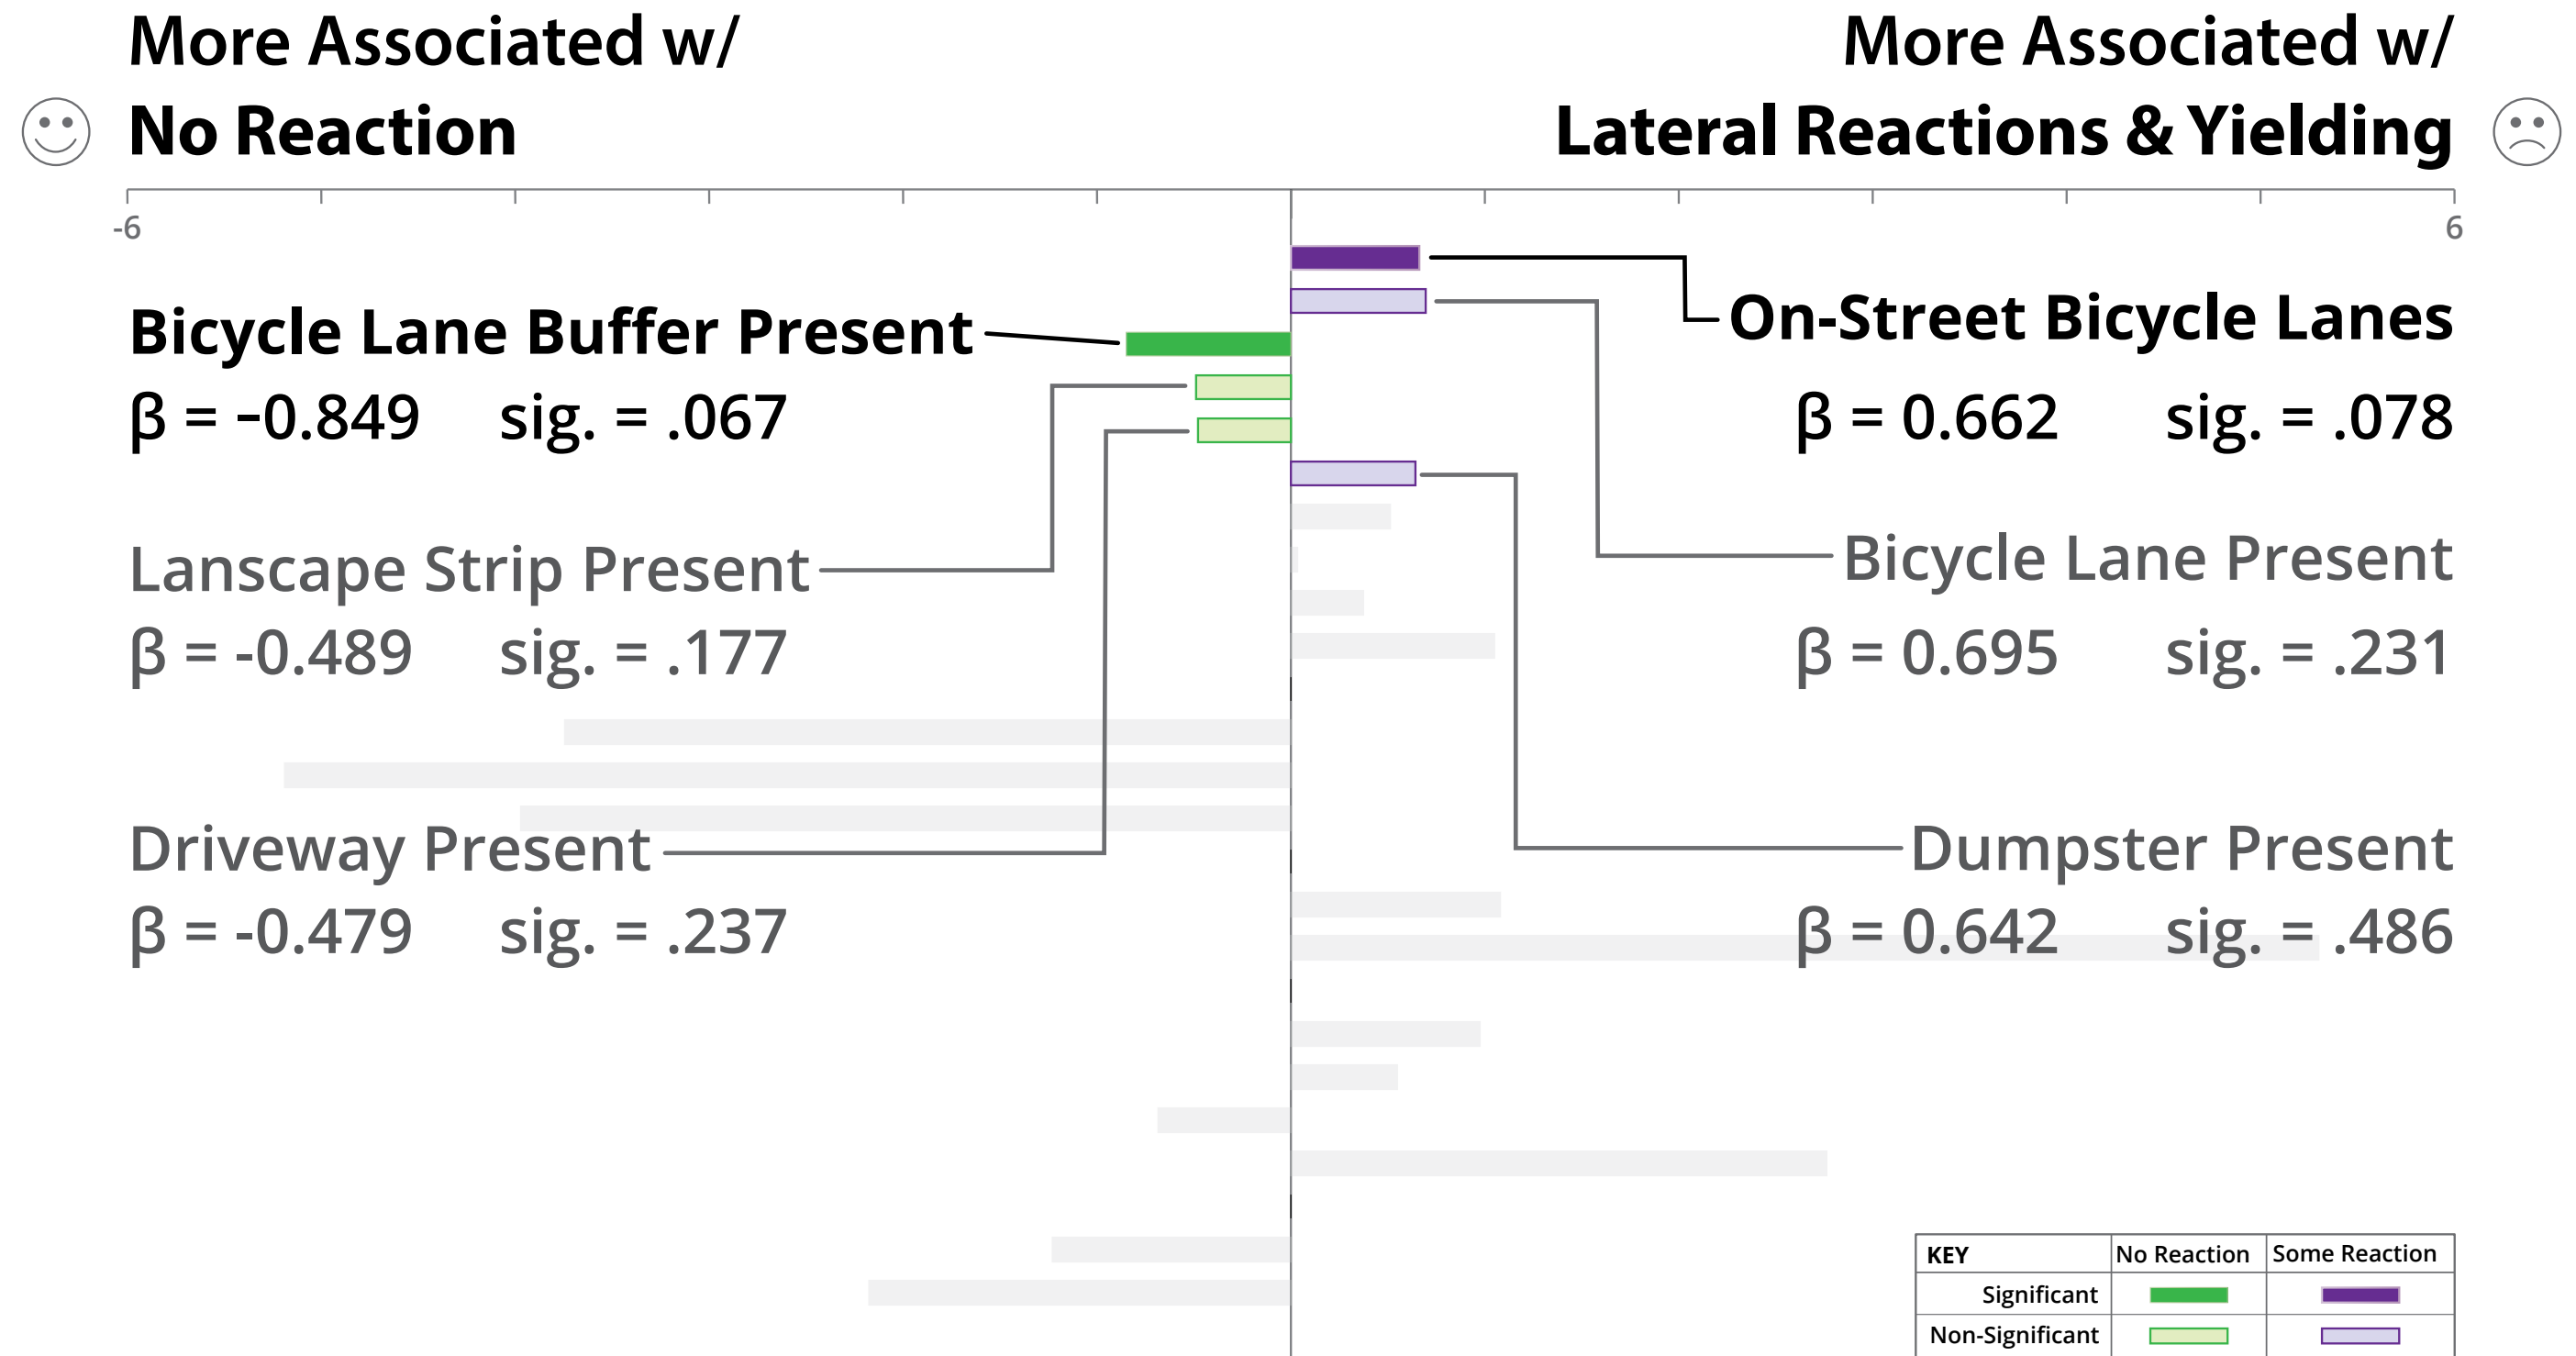 More Associated w/
No Reaction
More Associated w/
Lateral Reactions & Yielding
-6
6
Bicycle Lane Buffer Present
β = -0.849 sig. = .067
On-Street Bicycle Lanes
β = 0.662 sig. = .078
Lanscape Strip Present
β = -0.489 sig. = .177
Bicycle Lane Present
β = 0.695 sig. = .231
Driveway Present
β = -0.479 sig. = .237
Dumpster Present
β = 0.642 sig. = .486
KEY No Reaction Some Reaction
Significant
Non-Significant